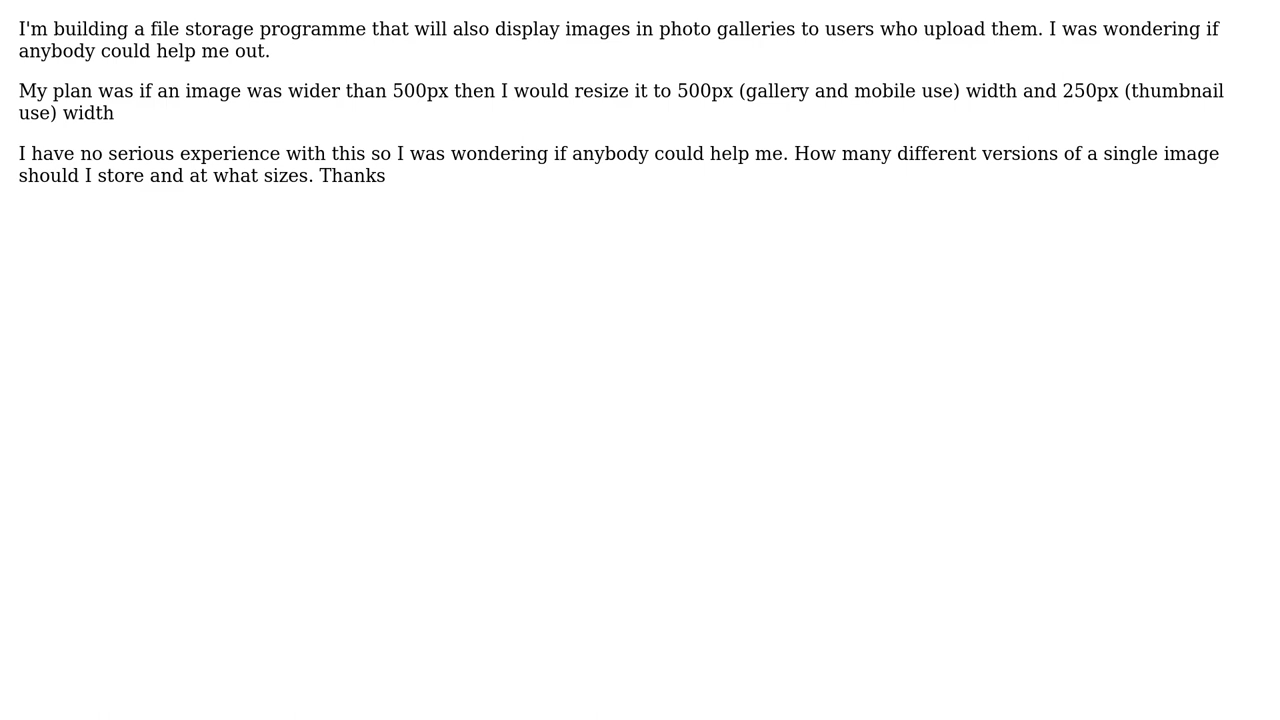 I'm building a file storage programme that will also display images in photo galleries to users who upload them. I was wondering if
anybody could help me out.
My plan was if an image was wider than 500px then I would resize it to 500px (gallery and mobile use) width and 250px (thumbnail
use) width
I have no serious experience with this so I was wondering if anybody could help me. How many different versions of a single image
should I store and at what sizes. Thanks